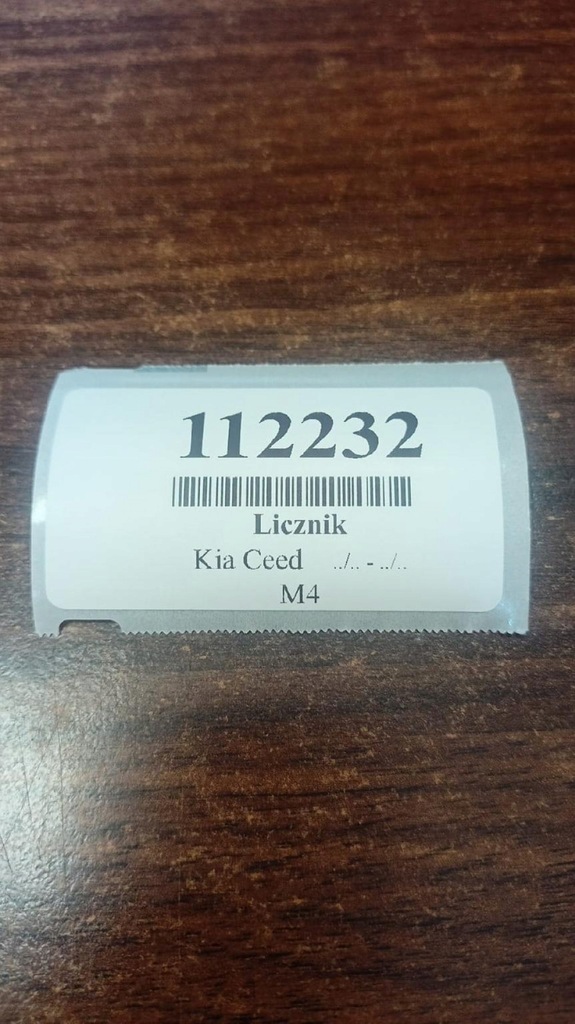 112232
Licznik
Kia Ceed ../.. - ../..
M4